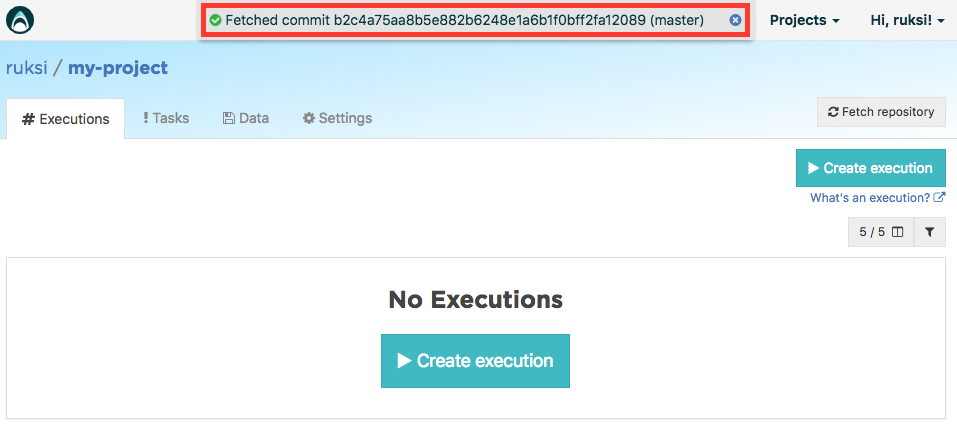 Fetched commit b2c4a75aa8b5e882b6248e1a6b1f0bff2fa12089 (master)
Projects
Hi, ruksi!
ruksi / my-project
Executions
Tasks
Data
Settings
Fetch repository
Create execution
What's an execution?
5 / 5
No Executions
Create execution